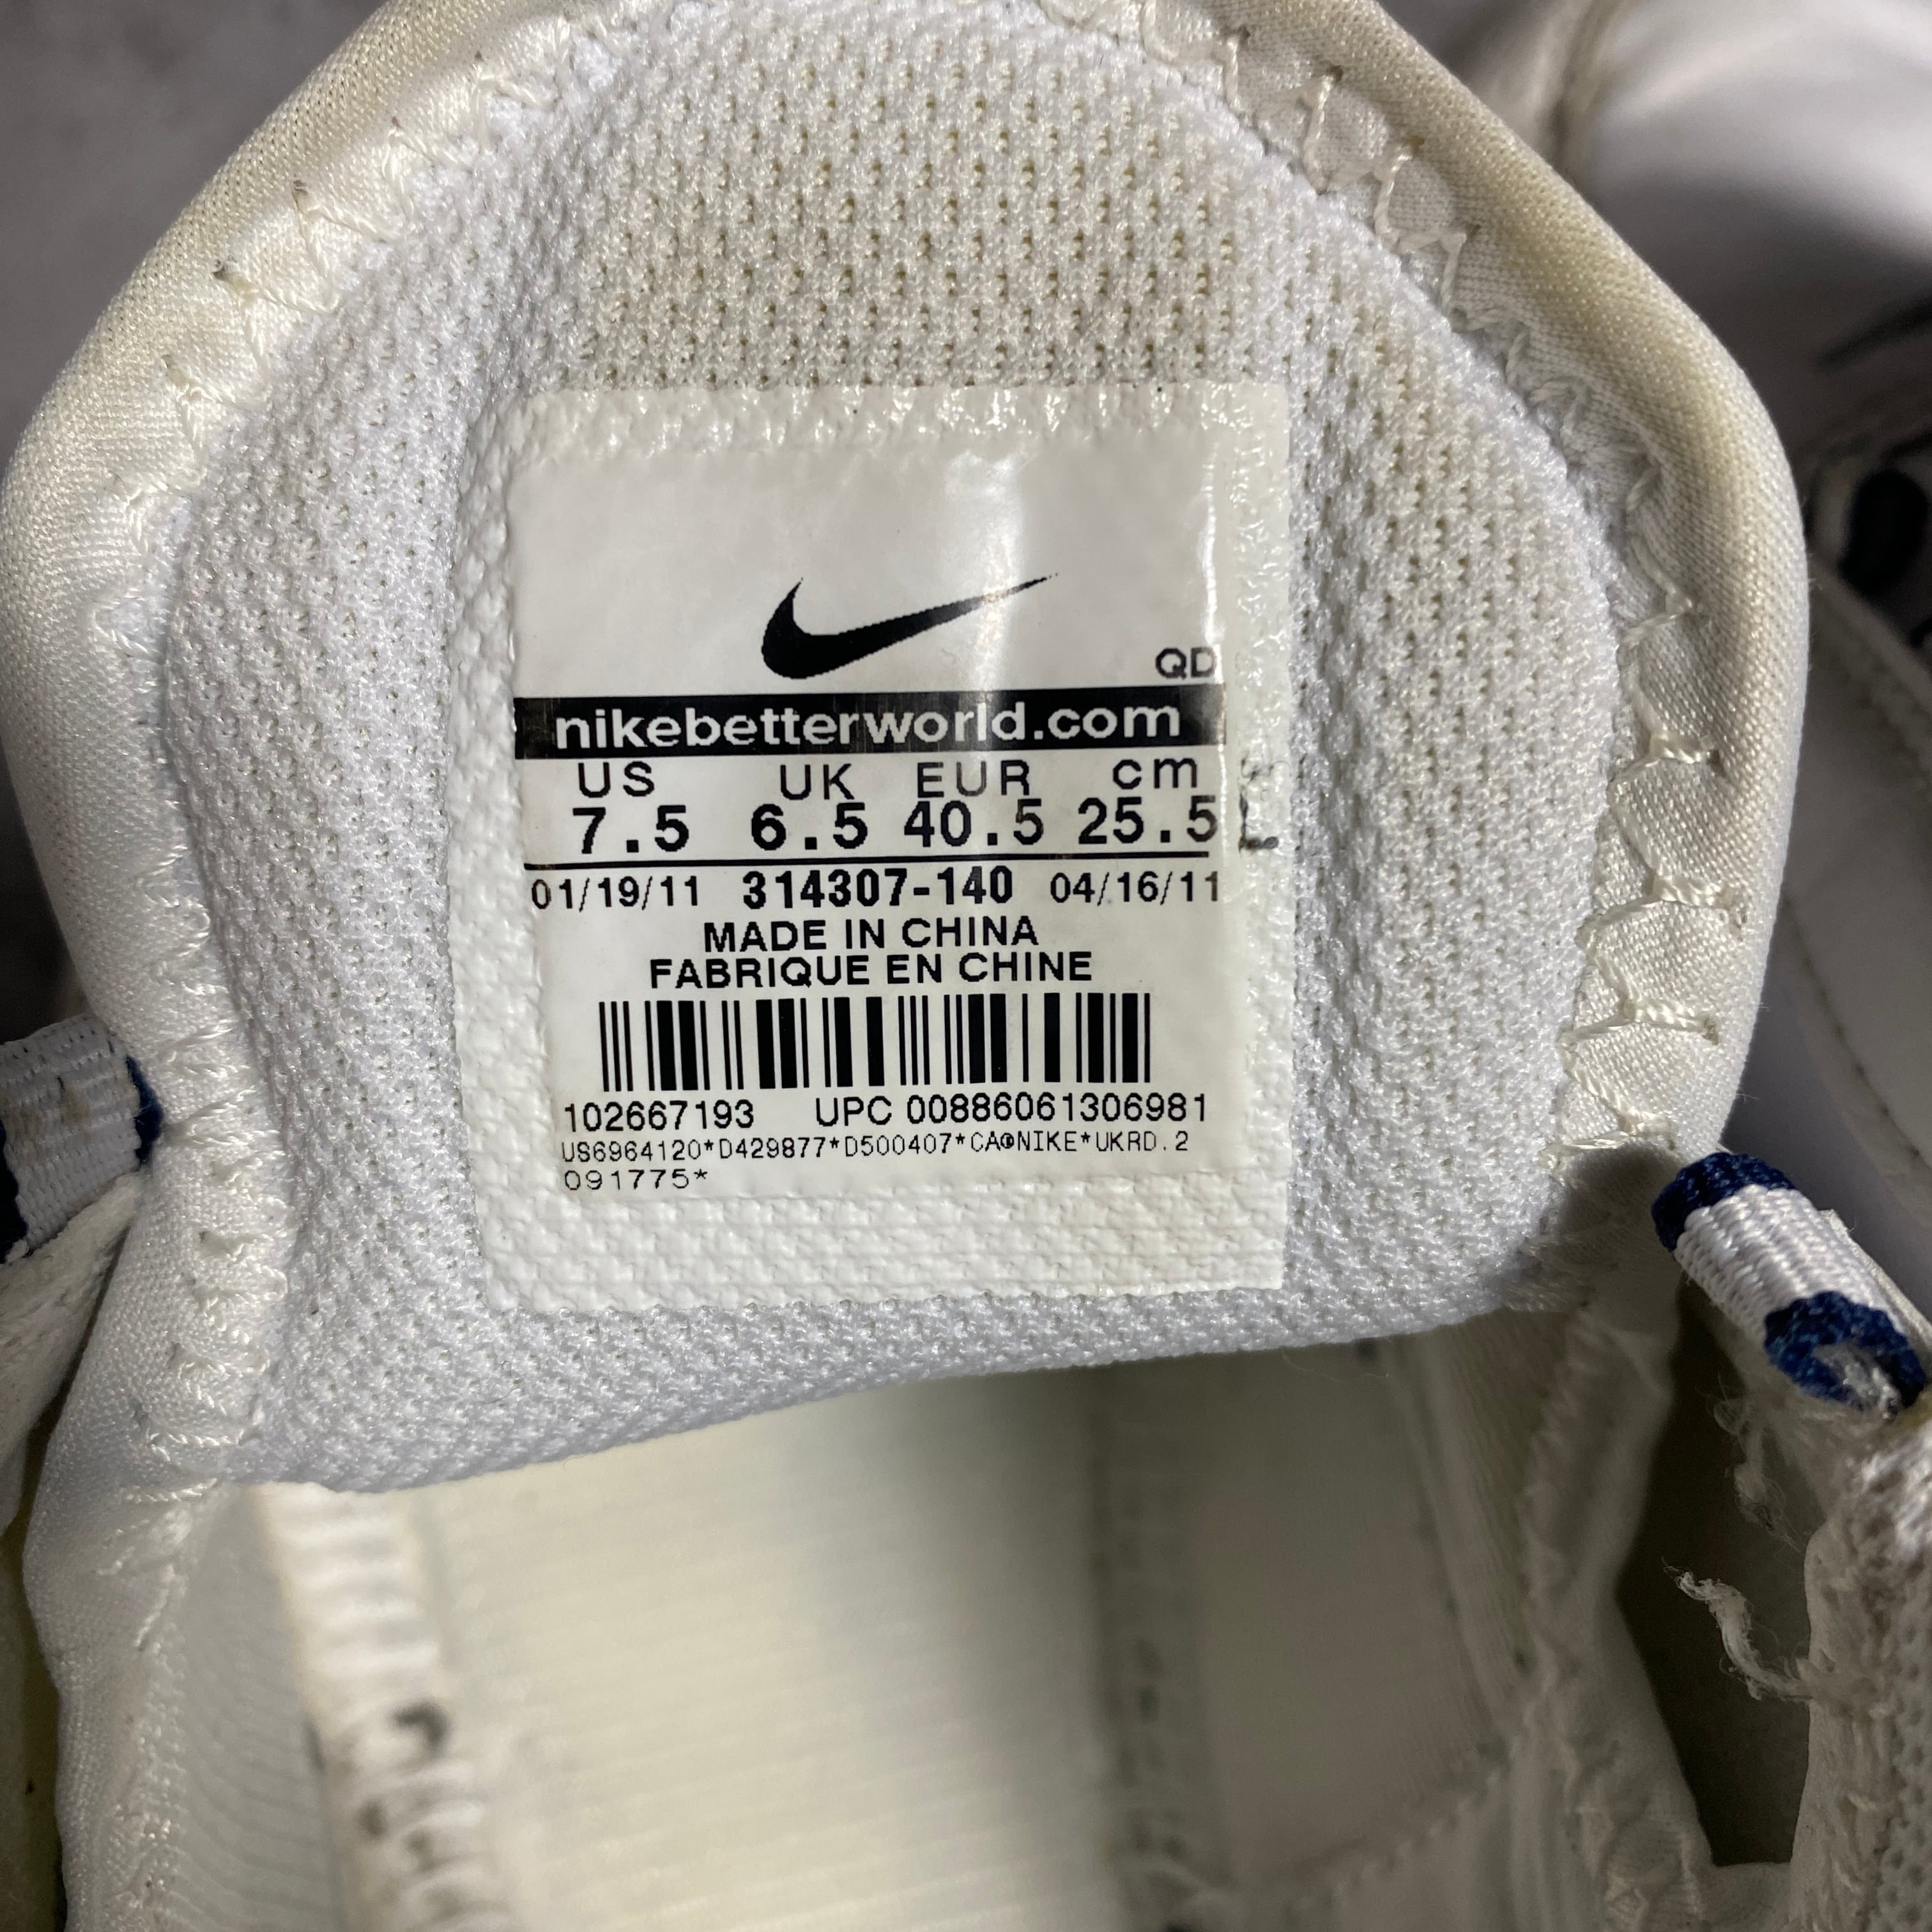 QD
nikebetterworld.com
US UK EUR cm
7.5 6.5 40.5 25.5
01/19/11 314307-140 04/16/11
MADE IN CHINA
FABRIQUE EN CHINE
102667193 UPC 00886061306981
US6964120*D429877*D500407*CA®NIKE*UKRD.2
091775*